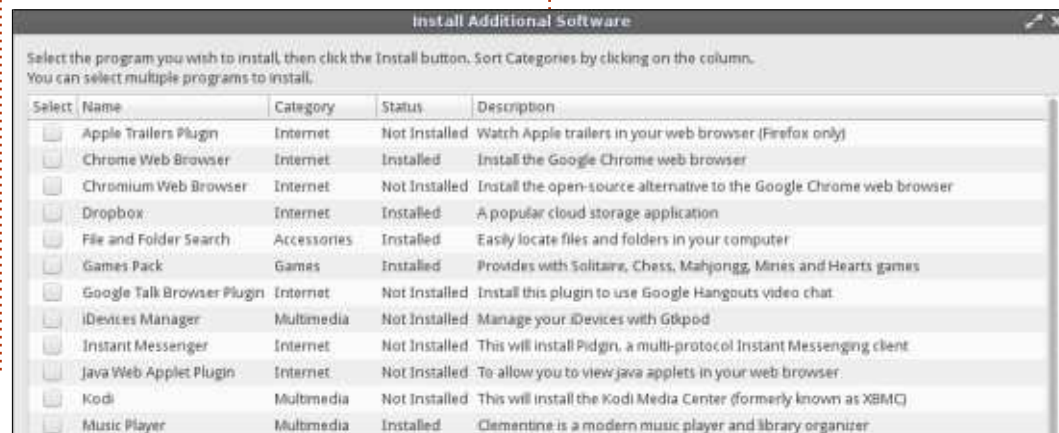 Install Additional Software
Select the program you wish to install, then click the Install button. Sort Categories by clicking on the column.
You can select multiple programs to install.
Select Name Category Status Description
Apple Trailers Plugin Internet Not Installed Watch Apple trailers in your web browser (Firefox only)
Chrome Web Browser Internet Installed Install the Google Chrome web browser
Chromium Web Browser Internet Not Installed Install the open-source alternative to the Google Chrome web browser
Dropbox Internet Installed A popular cloud storage application
File and Folder Search Accessories Installed Easily locate files and folders in your computer
Games Pack Games Installed Provides with Solitaire, Chess, Mahjongg, Mines and Hearts games
Google Talk Browser Plugin Internet Not Installed Install this plugin to use Google Hangouts video chat
iDevices Manager Multimedia Not Installed Manage your iDevices with Gtkpod
Instant Messenger Internet Not Installed This will install Pidgin, a multi-protocol Instant Messenging client
Java Web Applet Plugin Internet Not Installed To allow you to view java applets in your web browser
Kodi Multimedia Not Installed This will install the Kodi Media Center (formerly known as XBMC)
Music Player Multimedia Installed Clementine is a modern music player and library organizer